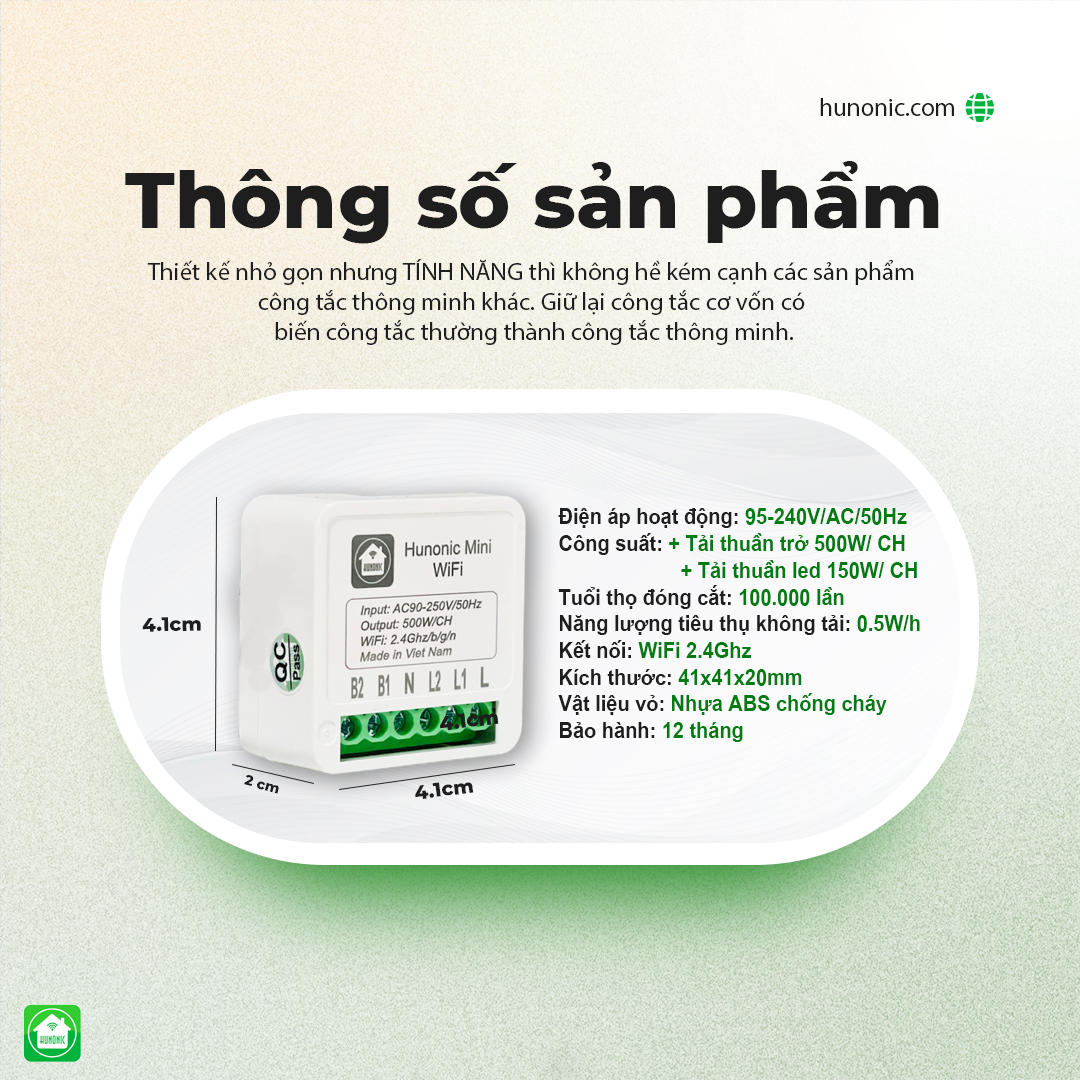 hunonic.com
Thông số sản phẩm
Thiết kế nhỏ gọn nhưng TÍNH NĂNG thì không hề kém cạnh các sản phẩm
công tắc thông minh khác. Giữ lại công tắc cơ vốn có
biến công tắc thường thành công tắc thông minh.
4.1cm
HUNONIC
Hunonic Mini
WiFi
Input: AC90-250V/50Hz
Output: 500W/CH
WiFi: 2.4Ghz/b/g/n
Made in Viet Nam
QC
Pass
B2 B1 N L2 L1 L
4.1cm
2 cm
4.1cm
Điện áp hoạt động: 95-240V/AC/50Hz
Công suất: + Tải thuần trở 500W/ CH
+ Tải thuần led 150W/ CH
Tuổi thọ đóng cắt: 100.000 lần
Năng lượng tiêu thụ không tải: 0.5W/h
Kết nối: WiFi 2.4Ghz
Kích thước: 41x41x20mm
Vật liệu vỏ: Nhựa ABS chống cháy
Bảo hành: 12 tháng
HUNONIC